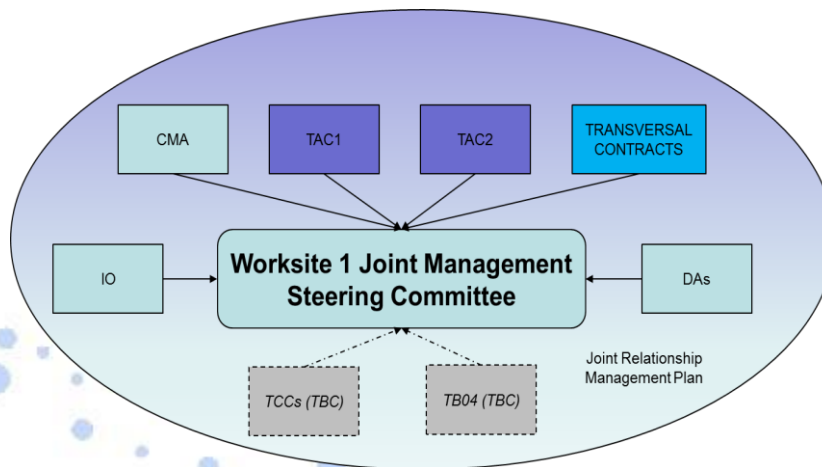 CMA
TAC1
TAC2
TRANSVERSAL
CONTRACTS
IO
Worksite 1 Joint Management
Steering Committee
DAs
Joint Relationship
Management Plan
TCCs (TBC)
TB04 (TBC)